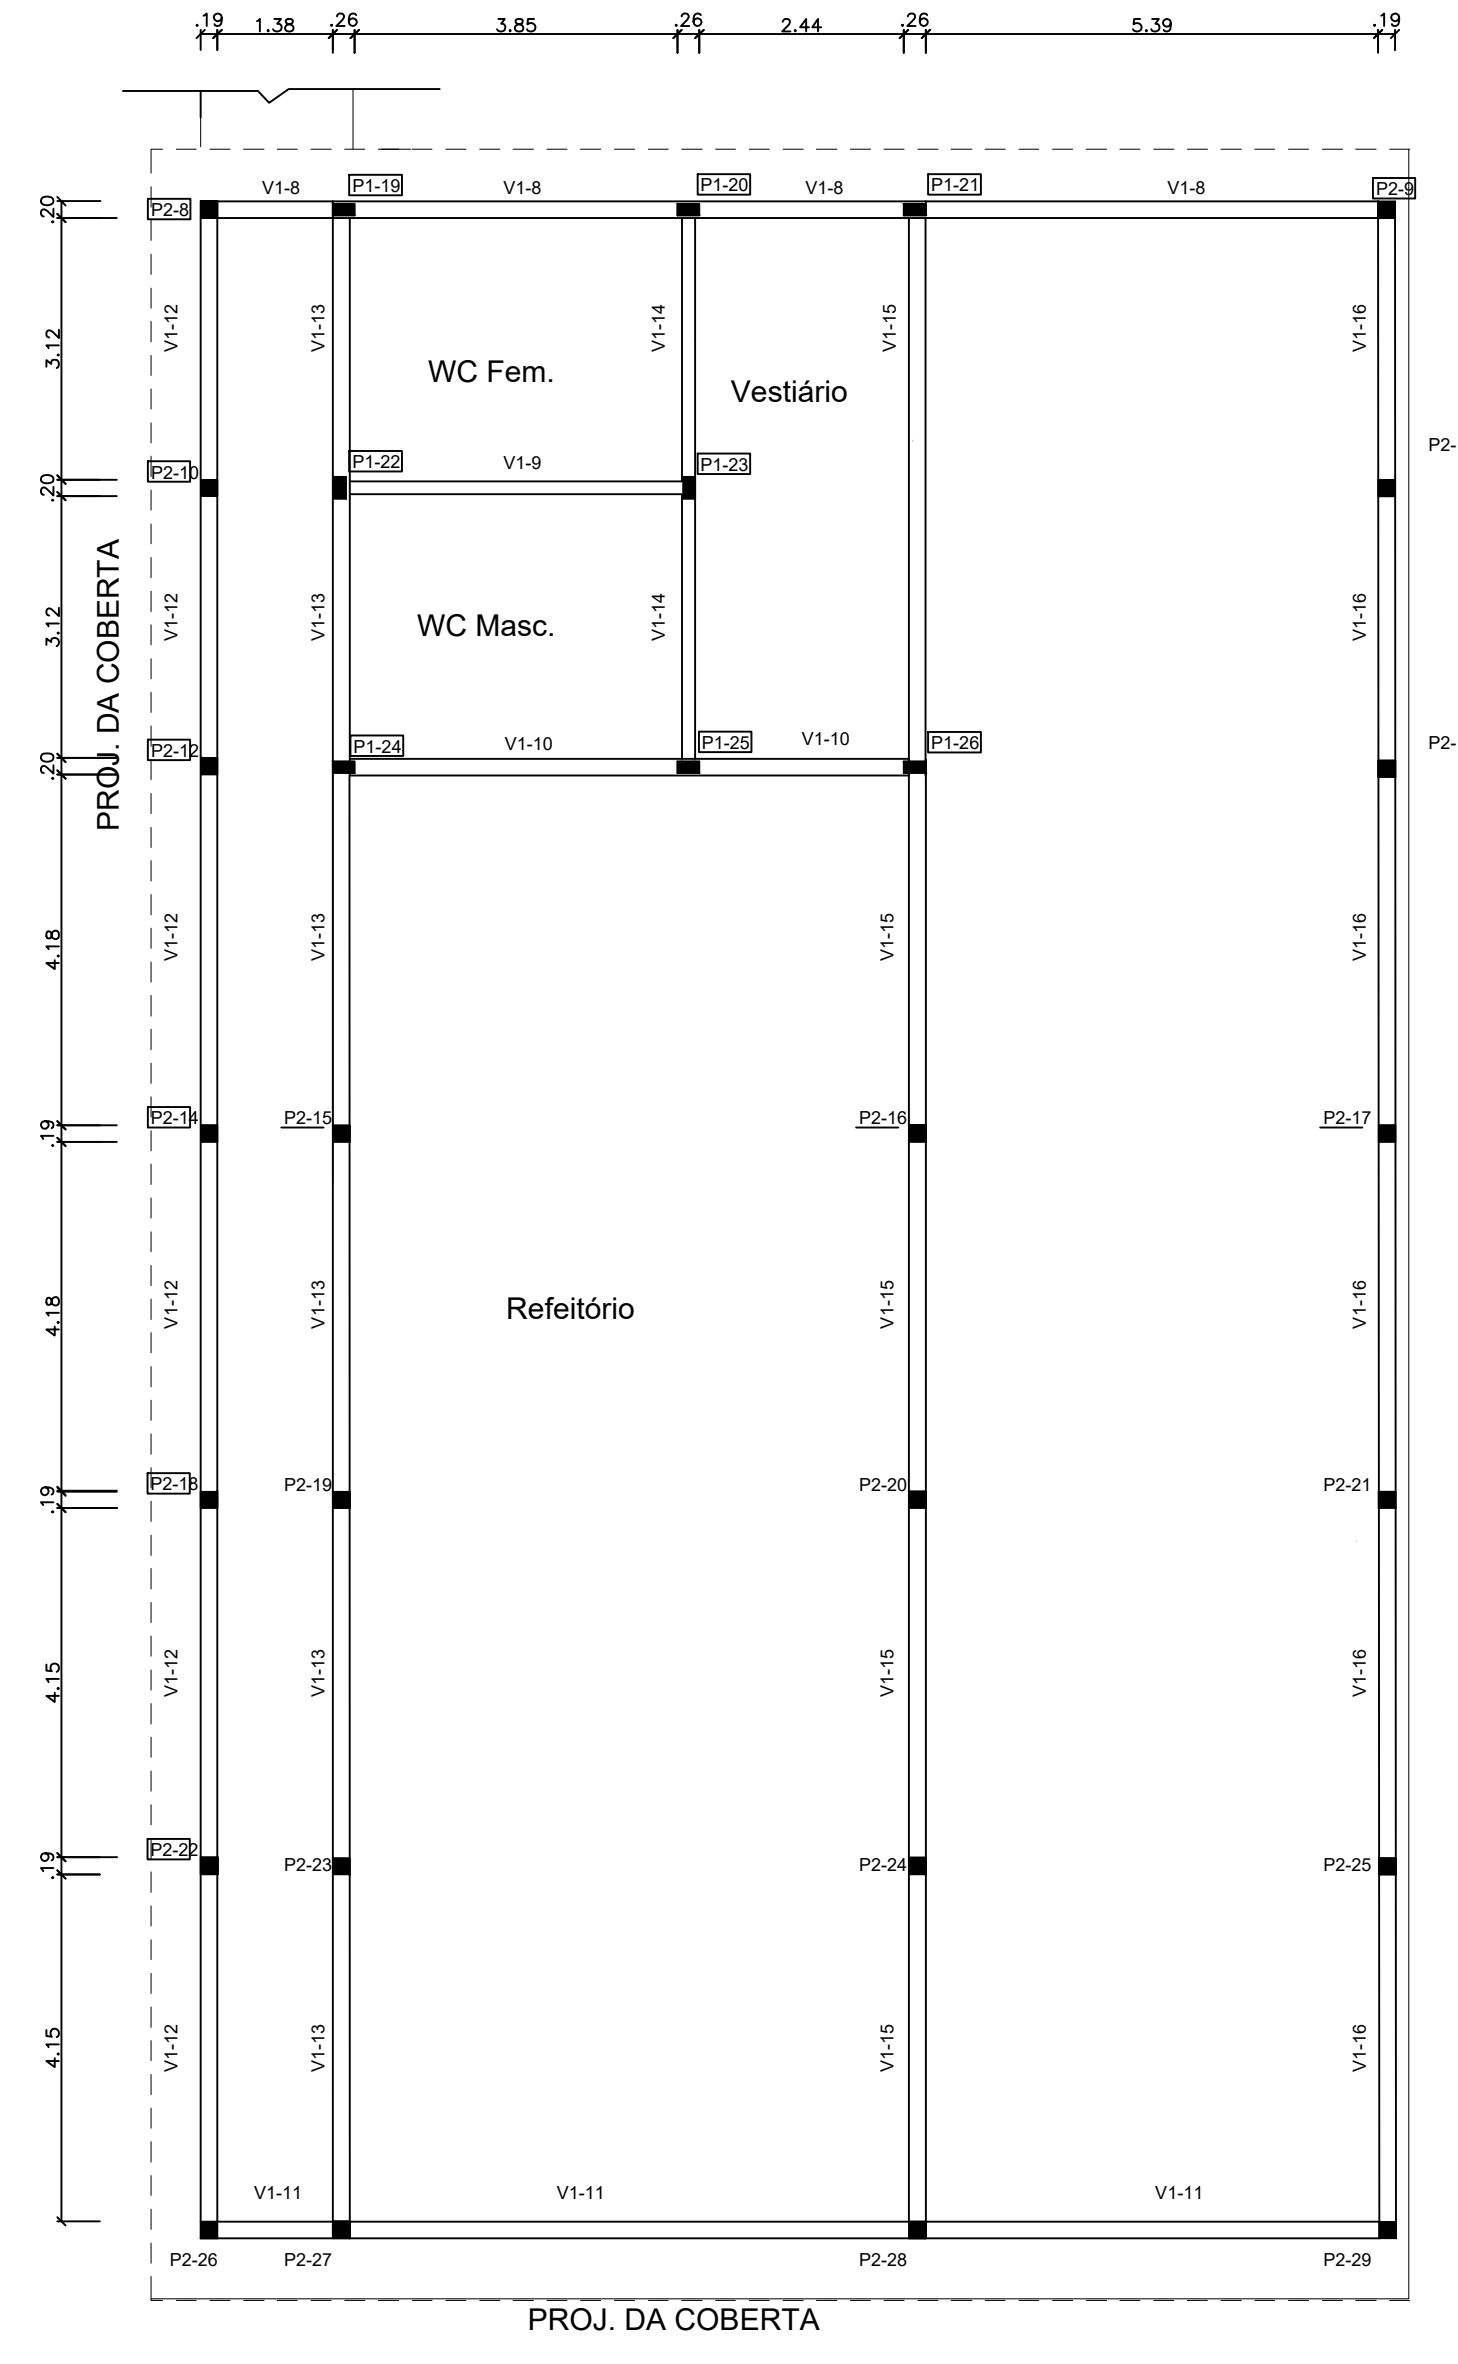 .19 1.38 .26 3.85 .26 2.44 .26 5.39 .19
V1-8 P1-19 V1-8 P1-20 V1-8 P1-21 V1-8 P2-9
.20 P2-8
3.12 V1-12 V1-13 V1-14 V1-15 V1-16
WC Fem.
Vestiário
P2-
.20 P2-10 P1-22 V1-9 P1-23
PROJ. DA COBERTA
3.12 V1-12 V1-13 V1-14 V1-16
WC Masc.
.20 P2-12 P1-24 V1-10 P1-25 V1-10 P1-26 P2-
4.18 V1-12 V1-13 V1-15 V1-16
.19 P2-14 P2-15 P2-16 P2-17
4.18 V1-12 V1-13 Refeitório V1-15 V1-16
.19 P2-18 P2-19 P2-20 P2-21
4.15 V1-12 V1-13 V1-15 V1-16
.19 P2-22 P2-23 P2-24 P2-25
4.15 V1-12 V1-13 V1-15 V1-16
V1-11 V1-11 V1-11
P2-26 P2-27 P2-28 P2-29
PROJ. DA COBERTA